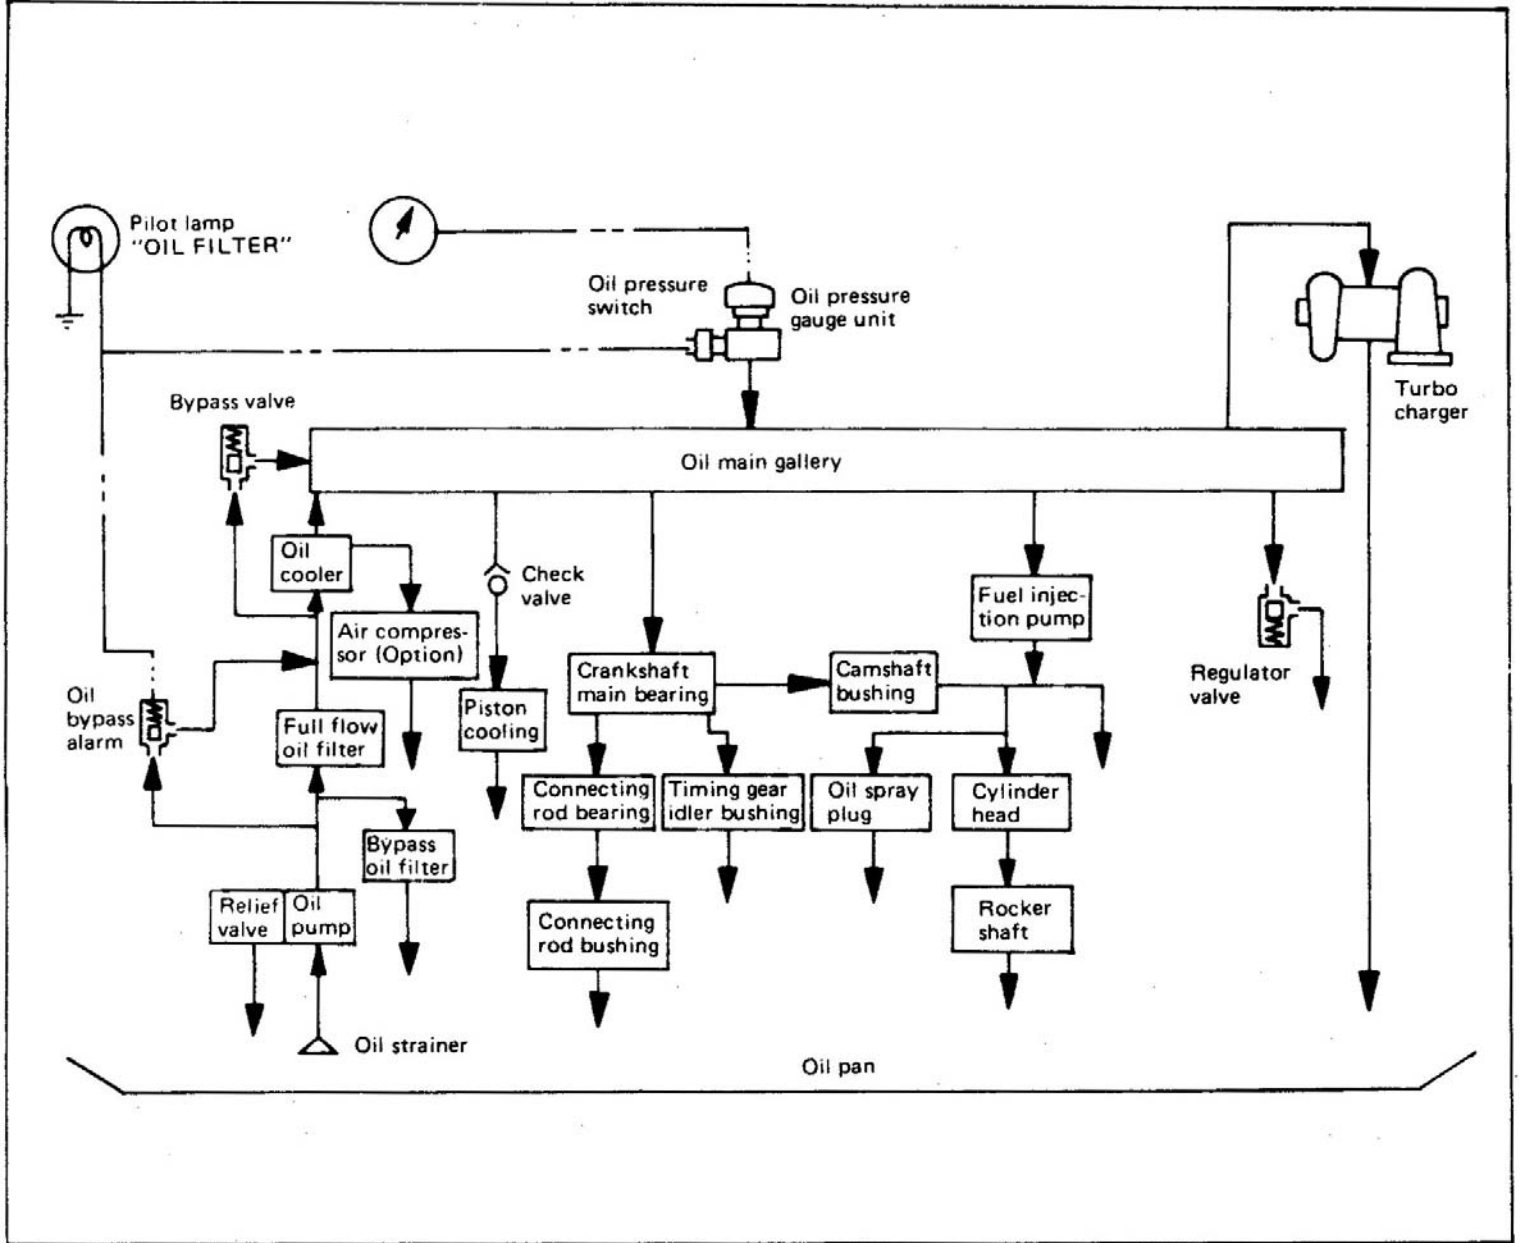 Pilot lamp
"OIL FILTER"
Oil pressure
switch
Oil pressure
gauge unit
Turbo
charger
Bypass valve
Oil main gallery
Oil
cooler
Check
valve
Fuel injec-
tion pump
Air compres-
sor (Option)
Crankshaft
main bearing
Camshaft
bushing
Regulator
valve
Oil
bypass
alarm
Full flow
oil filter
Piston
cooling
Connecting
rod bearing
Timing gear
idler bushing
Oil spray
plug
Cylinder
head
Bypass
oil filter
Relief
valve
Oil
pump
Connecting
rod bushing
Rocker
shaft
Oil strainer
Oil pan